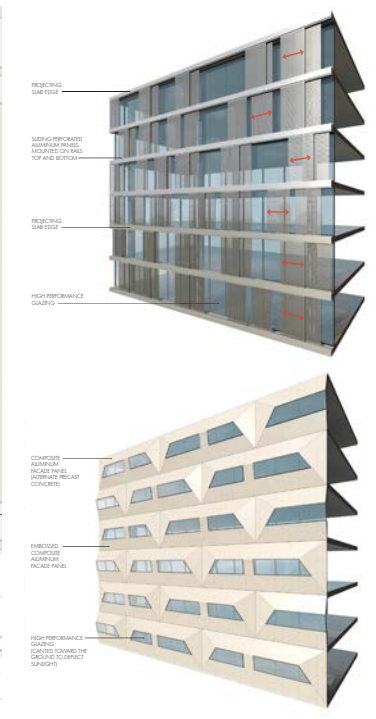 PROJECTING
SLAB EDGE
SLIDING PERFORATED
ALUMINUM PANELS
MOUNTED ON RAILS
TOP AND BOTTOM
PROJECTING
SLAB EDGE
HIGH PERFORMANCE
GLAZING
COMPOSITE
ALUMINUM
FACADE PANEL
(ALTERNATE PRECAST
CONCRETE)
EMBOSSED
COMPOSITE
ALUMINUM
FACADE PANEL
HIGH PERFORMANCE
GLAZING
(CANTED TOWARD THE
GROUND TO DEFLECT
SUNLIGHT)